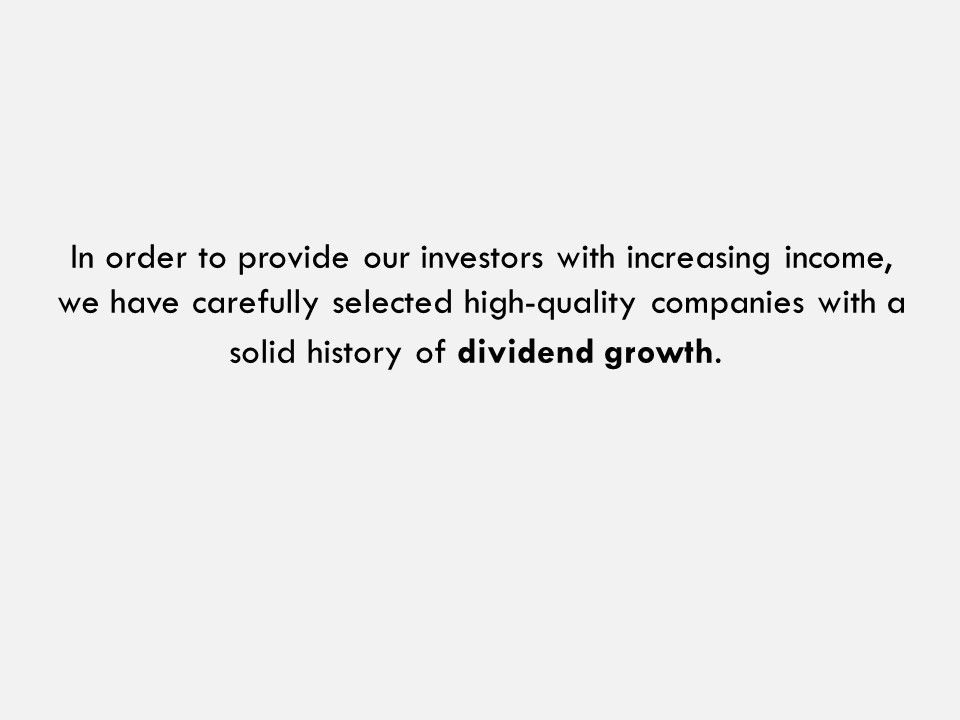 In order to provide our investors with increasing income,
we have carefully selected high-quality companies with a
solid history of dividend growth.